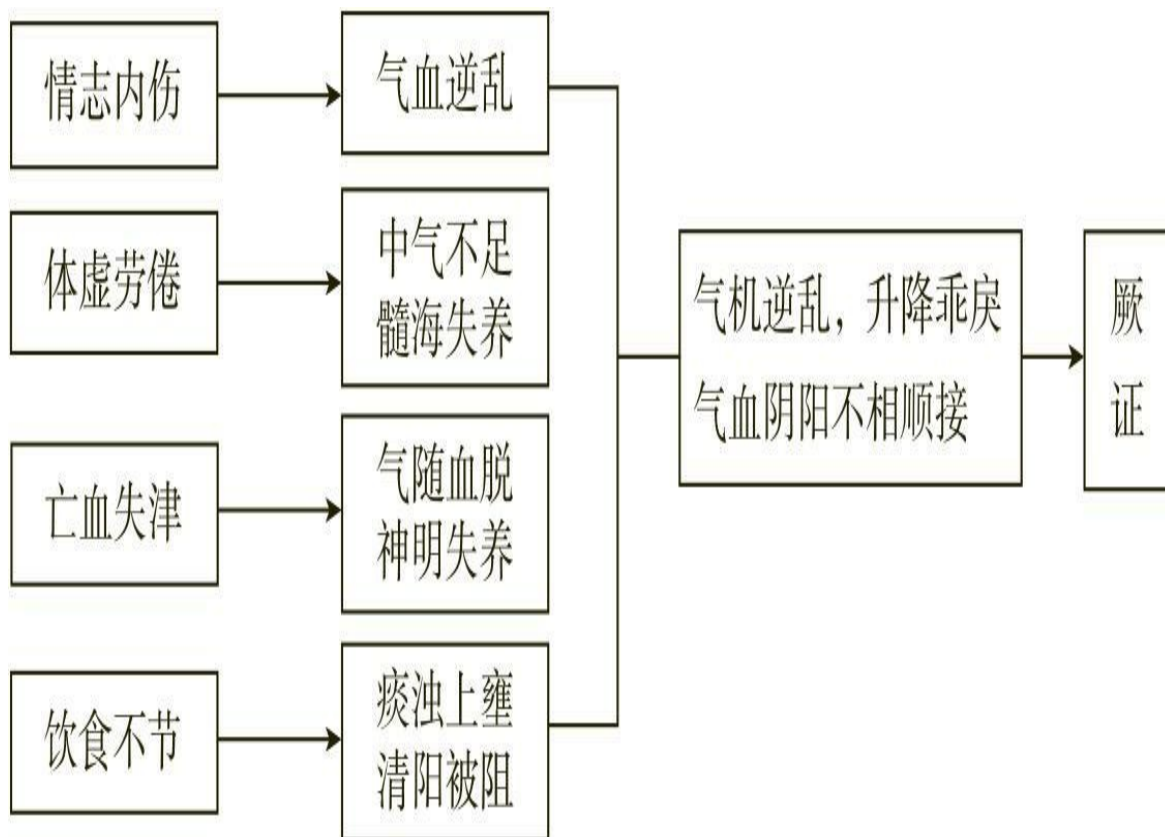 情志内伤
气血逆乱
体虚劳倦
中气不足
髓海失养
亡血失津
气随血脱
神明失养
饮食不节
痰浊上壅
清阳被阻
气机逆乱，升降乖戾
气血阴阳不相顺接
厥
证